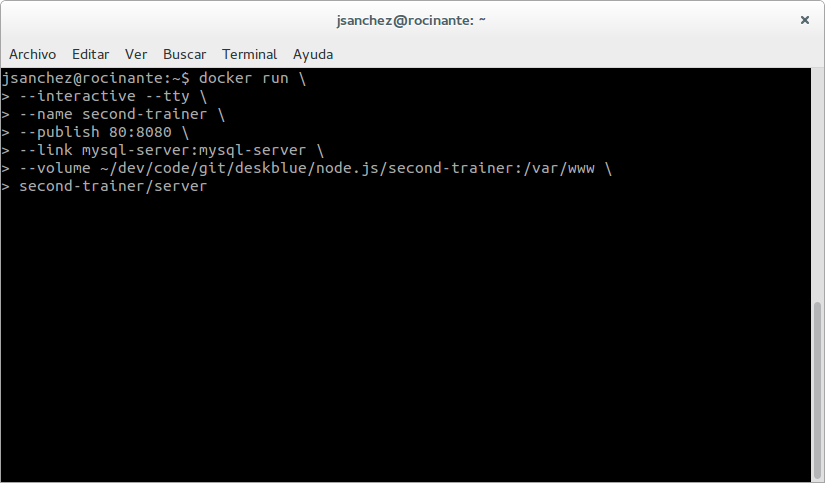 jsanchez@rocinante: ~
Archivo Editar Ver Buscar Terminal Ayuda
jsanchez@rocinante:~$ docker run \
> --interactive --tty \
> --name second-trainer \
> --publish 80:8080 \
> --link mysql-server:mysql-server \
> --volume ~/dev/code/git/deskblue/node.js/second-trainer:/var/www \
> second-trainer/server